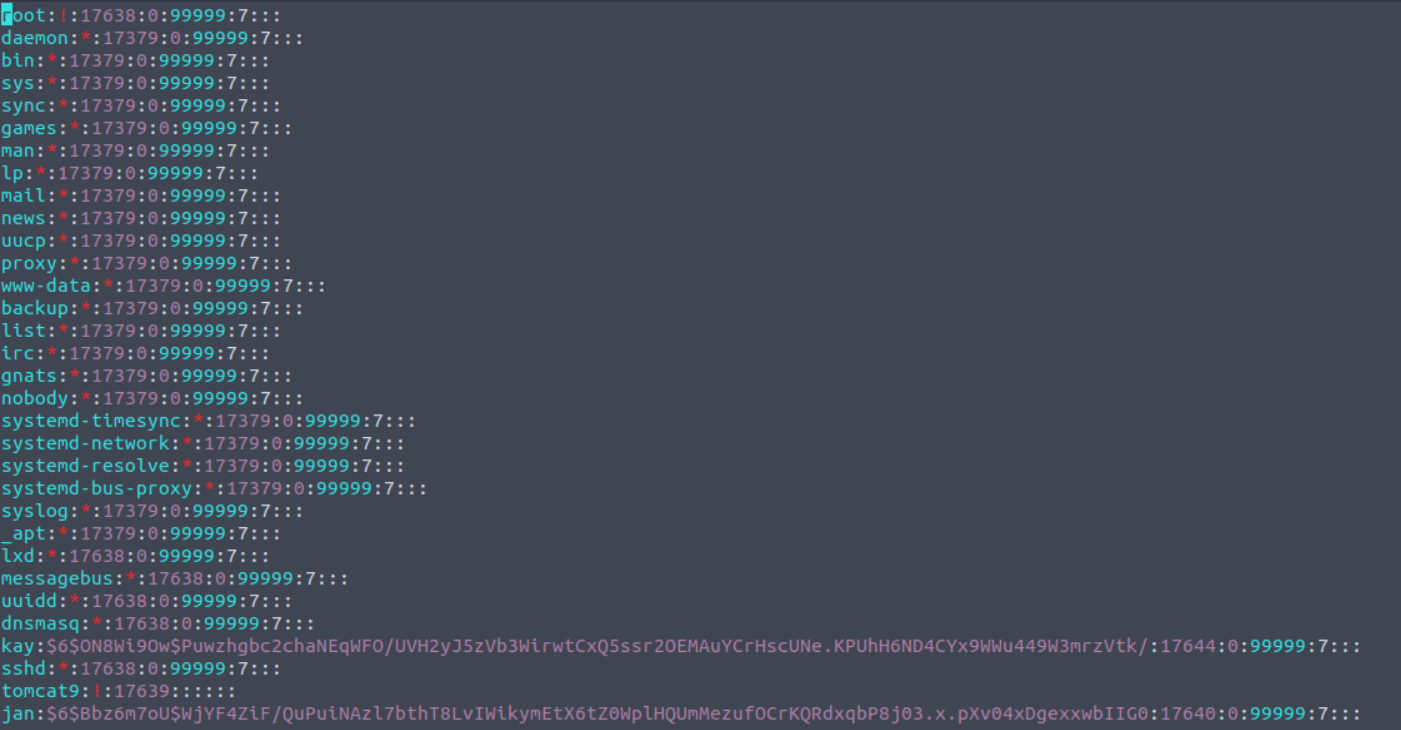 root:!:17638:0:99999:7:::
daemon:*:17379:0:99999:7:::
bin:*:17379:0:99999:7:::
sys:*:17379:0:99999:7:::
sync:*:17379:0:99999:7:::
games:*:17379:0:99999:7:::
man:*:17379:0:99999:7:::
lp:*:17379:0:99999:7:::
mail:*:17379:0:99999:7:::
news:*:17379:0:99999:7:::
uucp:*:17379:0:99999:7:::
proxy:*:17379:0:99999:7:::
www-data:*:17379:0:99999:7:::
backup:*:17379:0:99999:7:::
list:*:17379:0:99999:7:::
irc:*:17379:0:99999:7:::
gnats:*:17379:0:99999:7:::
nobody:*:17379:0:99999:7:::
systemd-timesync:*:17379:0:99999:7:::
systemd-network:*:17379:0:99999:7:::
systemd-resolve:*:17379:0:99999:7:::
systemd-bus-proxy:*:17379:0:99999:7:::
syslog:*:17379:0:99999:7:::
_apt:*:17379:0:99999:7:::
lxd:*:17638:0:99999:7:::
messagebus:*:17638:0:99999:7:::
uuidd:*:17638:0:99999:7:::
dnsmasq:*:17638:0:99999:7:::
kay:$6$ON8Wi9Ow$Puwzhgbc2chaNEqWFO/UVH2yJ5zVb3WirwtCxQ5ssr2OEMAuYCrHscUNe.KPUhH6ND4CYx9WWu449W3mrzVtk/:17644:0:99999:7:::
sshd:*:17638:0:99999:7:::
tomcat9:!:17639::::::
jan:$6$Bbz6m7oU$WjYF4ZiF/QuPuiNAzl7bthT8LvIWikymEtX6tZ0WplHQUmMezufOCrKQRdxqbP8j03.x.pXv04xDgexxwbIIG0:17640:0:99999:7:::